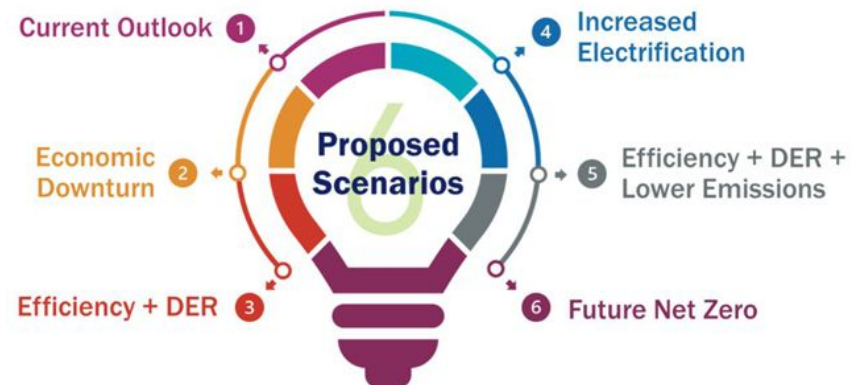 Current Outlook 1
Economic
Downturn 2
Efficiency + DER 3
6
Proposed
Scenarios
4 Increased
Electrification
5 Efficiency + DER +
Lower Emissions
6 Future Net Zero